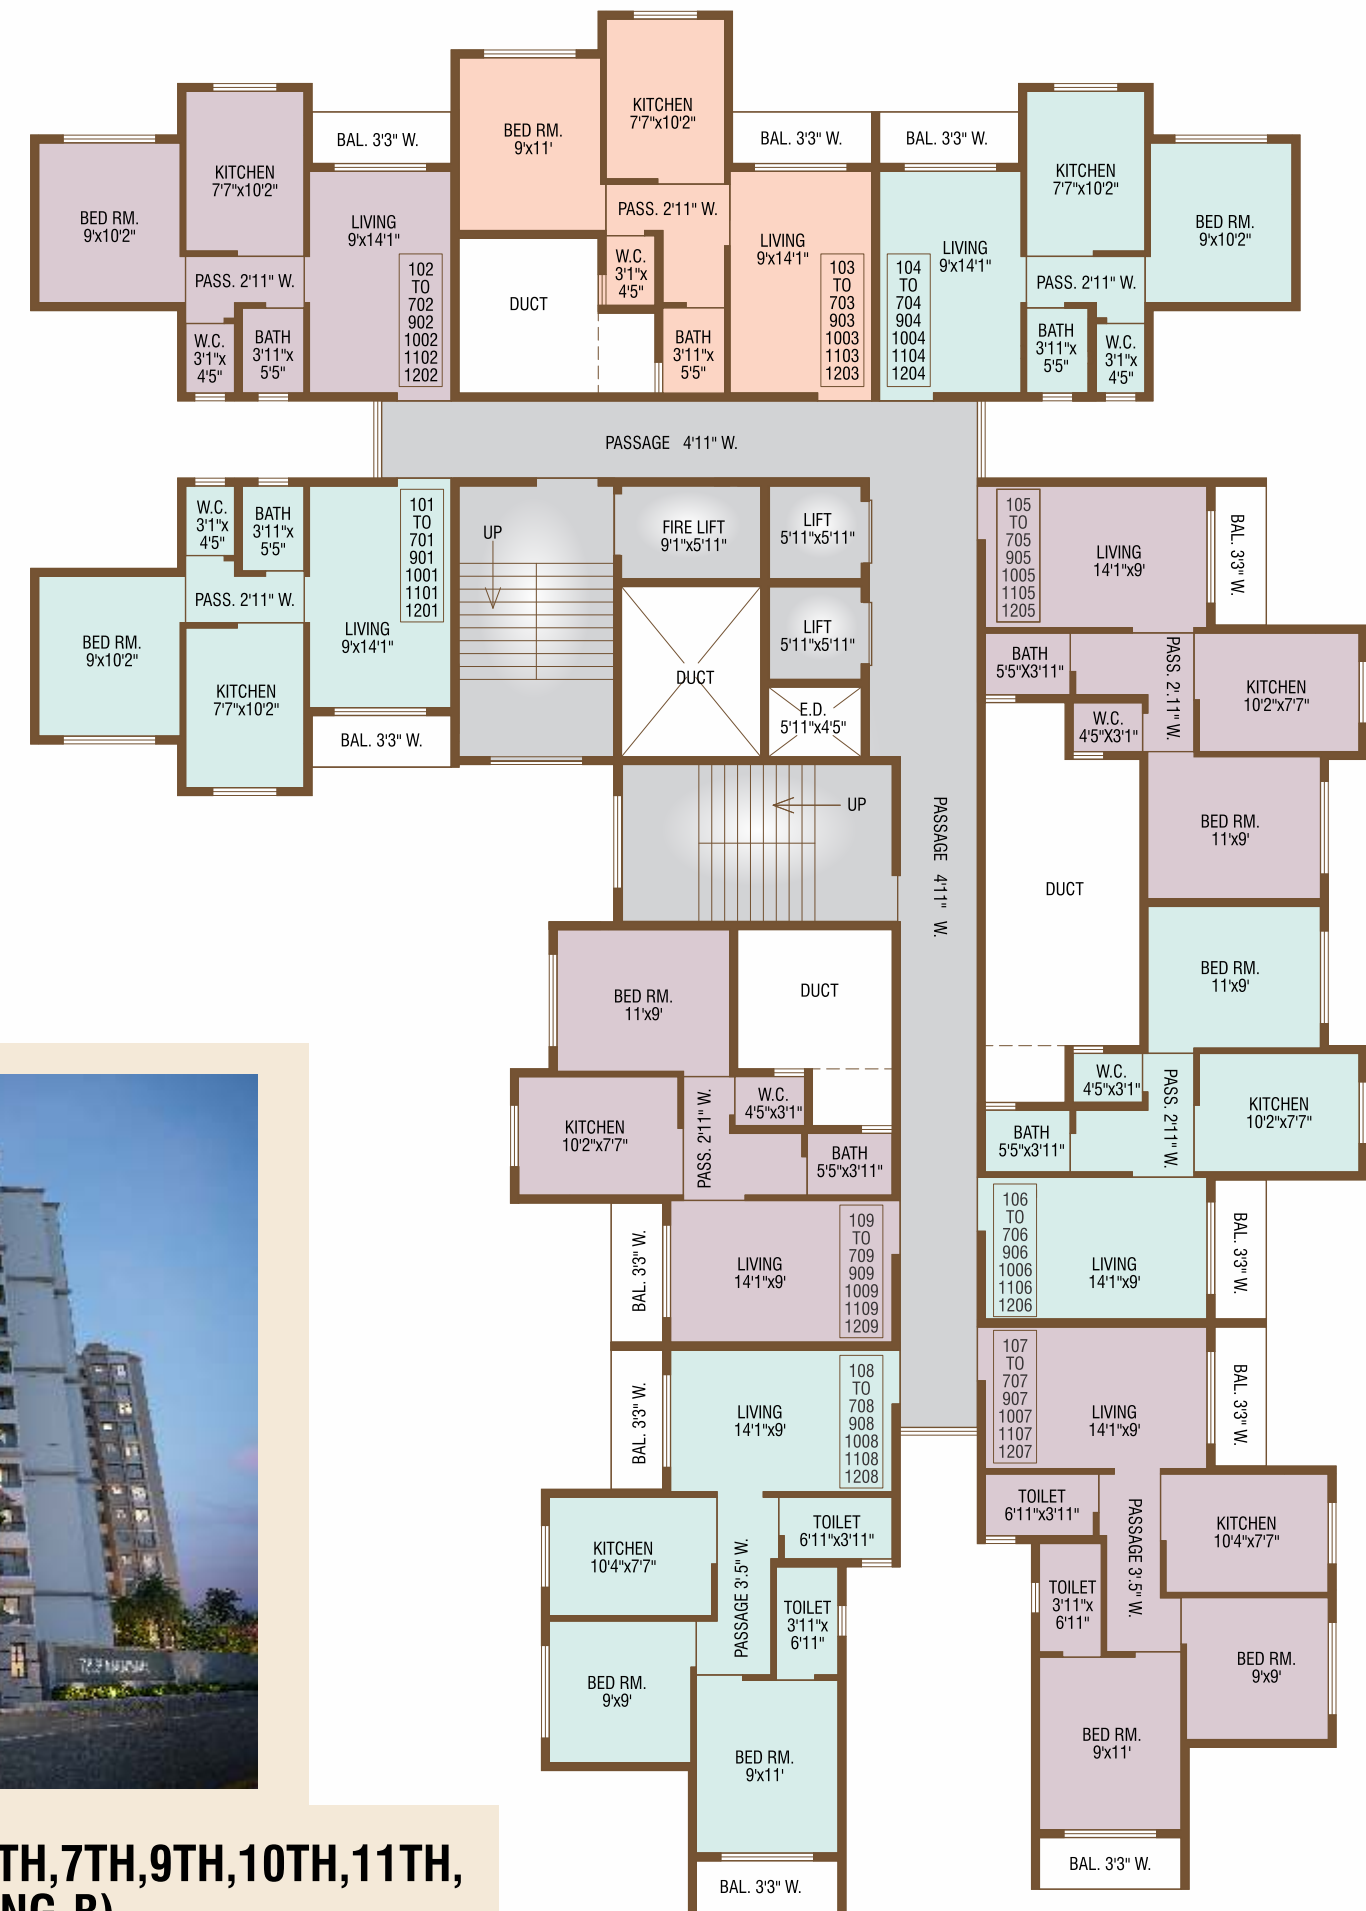 KITCHEN
7'7"x10'2"
BED RM.
9'x11'
BAL. 3'3" W.
BAL. 3'3" W.
BAL. 3'3" W.
KITCHEN
7'7"x10'2"
KITCHEN
7'7"x10'2"
BED RM.
9'x10'2"
LIVING
9'x14'1"
PASS. 2'11" W.
LIVING
9'x14'1"
LIVING
9'x14'1"
BED RM.
9'x10'2"
PASS. 2'11" W.
102
TO
702
902
1002
1102
1202
DUCT
W.C.
3'1"x
4'5"
103
TO
703
903
1003
1103
1203
104
TO
704
904
1004
1104
1204
PASS. 2'11" W.
W.C.
3'1"x
4'5"
BATH
3'11"x
5'5"
BATH
3'11"x
5'5"
BATH
3'11"x
5'5"
W.C.
3'1"x
4'5"
PASSAGE 4'11" W.
W.C.
3'1"x
4'5"
BATH
3'11"x
5'5"
101
TO
701
901
1001
1101
1201
UP
FIRE LIFT
9'1"x5'11"
LIFT
5'11"x5'11"
105
TO
705
905
1005
1105
1205
LIVING
14'1"x9'
BAL. 3'3" W.
PASS. 2'11" W.
BED RM.
9'x10'2"
LIVING
9'x14'1"
KITCHEN
7'7"x10'2"
BAL. 3'3" W.
DUCT
LIFT
5'11"x5'11"
E.D.
5'11"x4'5"
BATH
5'5"X3'11"
PASS. 2'.11" W.
KITCHEN
10'2"x7'7"
W.C.
4'5"X3'1"
UP
PASSAGE 4'11" W.
BED RM.
11'x9'
DUCT
BED RM.
11'x9'
BED RM.
11'x9'
DUCT
W.C.
4'5"x3'1"
PASS. 2'11" W.
KITCHEN
10'2"x7'7"
BATH
5'5"x3'11"
KITCHEN
10'2"x7'7"
PASS. 2'11" W.
W.C.
4'5"x3'1"
BATH
5'5"x3'11"
BAL. 3'3" W.
LIVING
14'1"x9'
109
TO
709
909
1009
1109
1209
106
TO
706
906
1006
1106
1206
LIVING
14'1"x9'
BAL. 3'3" W.
BAL. 3'3" W.
LIVING
14'1"x9'
108
TO
708
908
1008
1108
1208
107
TO
707
907
1007
1107
1207
LIVING
14'1"x9'
BAL. 3'3" W.
KITCHEN
10'4"x7'7"
PASSAGE 3'.5" W.
TOILET
6'11"x3'11"
TOILET
3'11"x
6'11"
TOILET
6'11"x3'11"
PASSAGE 3'.5" W.
KITCHEN
10'4"x7'7"
TOILET
3'11"x
6'11"
BED RM.
9'x9'
BED RM.
9'x11'
BAL. 3'3" W.
BED RM.
9'x9'
BED RM.
9'x11'
BAL. 3'3" W.
TH,7TH,9TH,10TH,11TH,
NG-B)